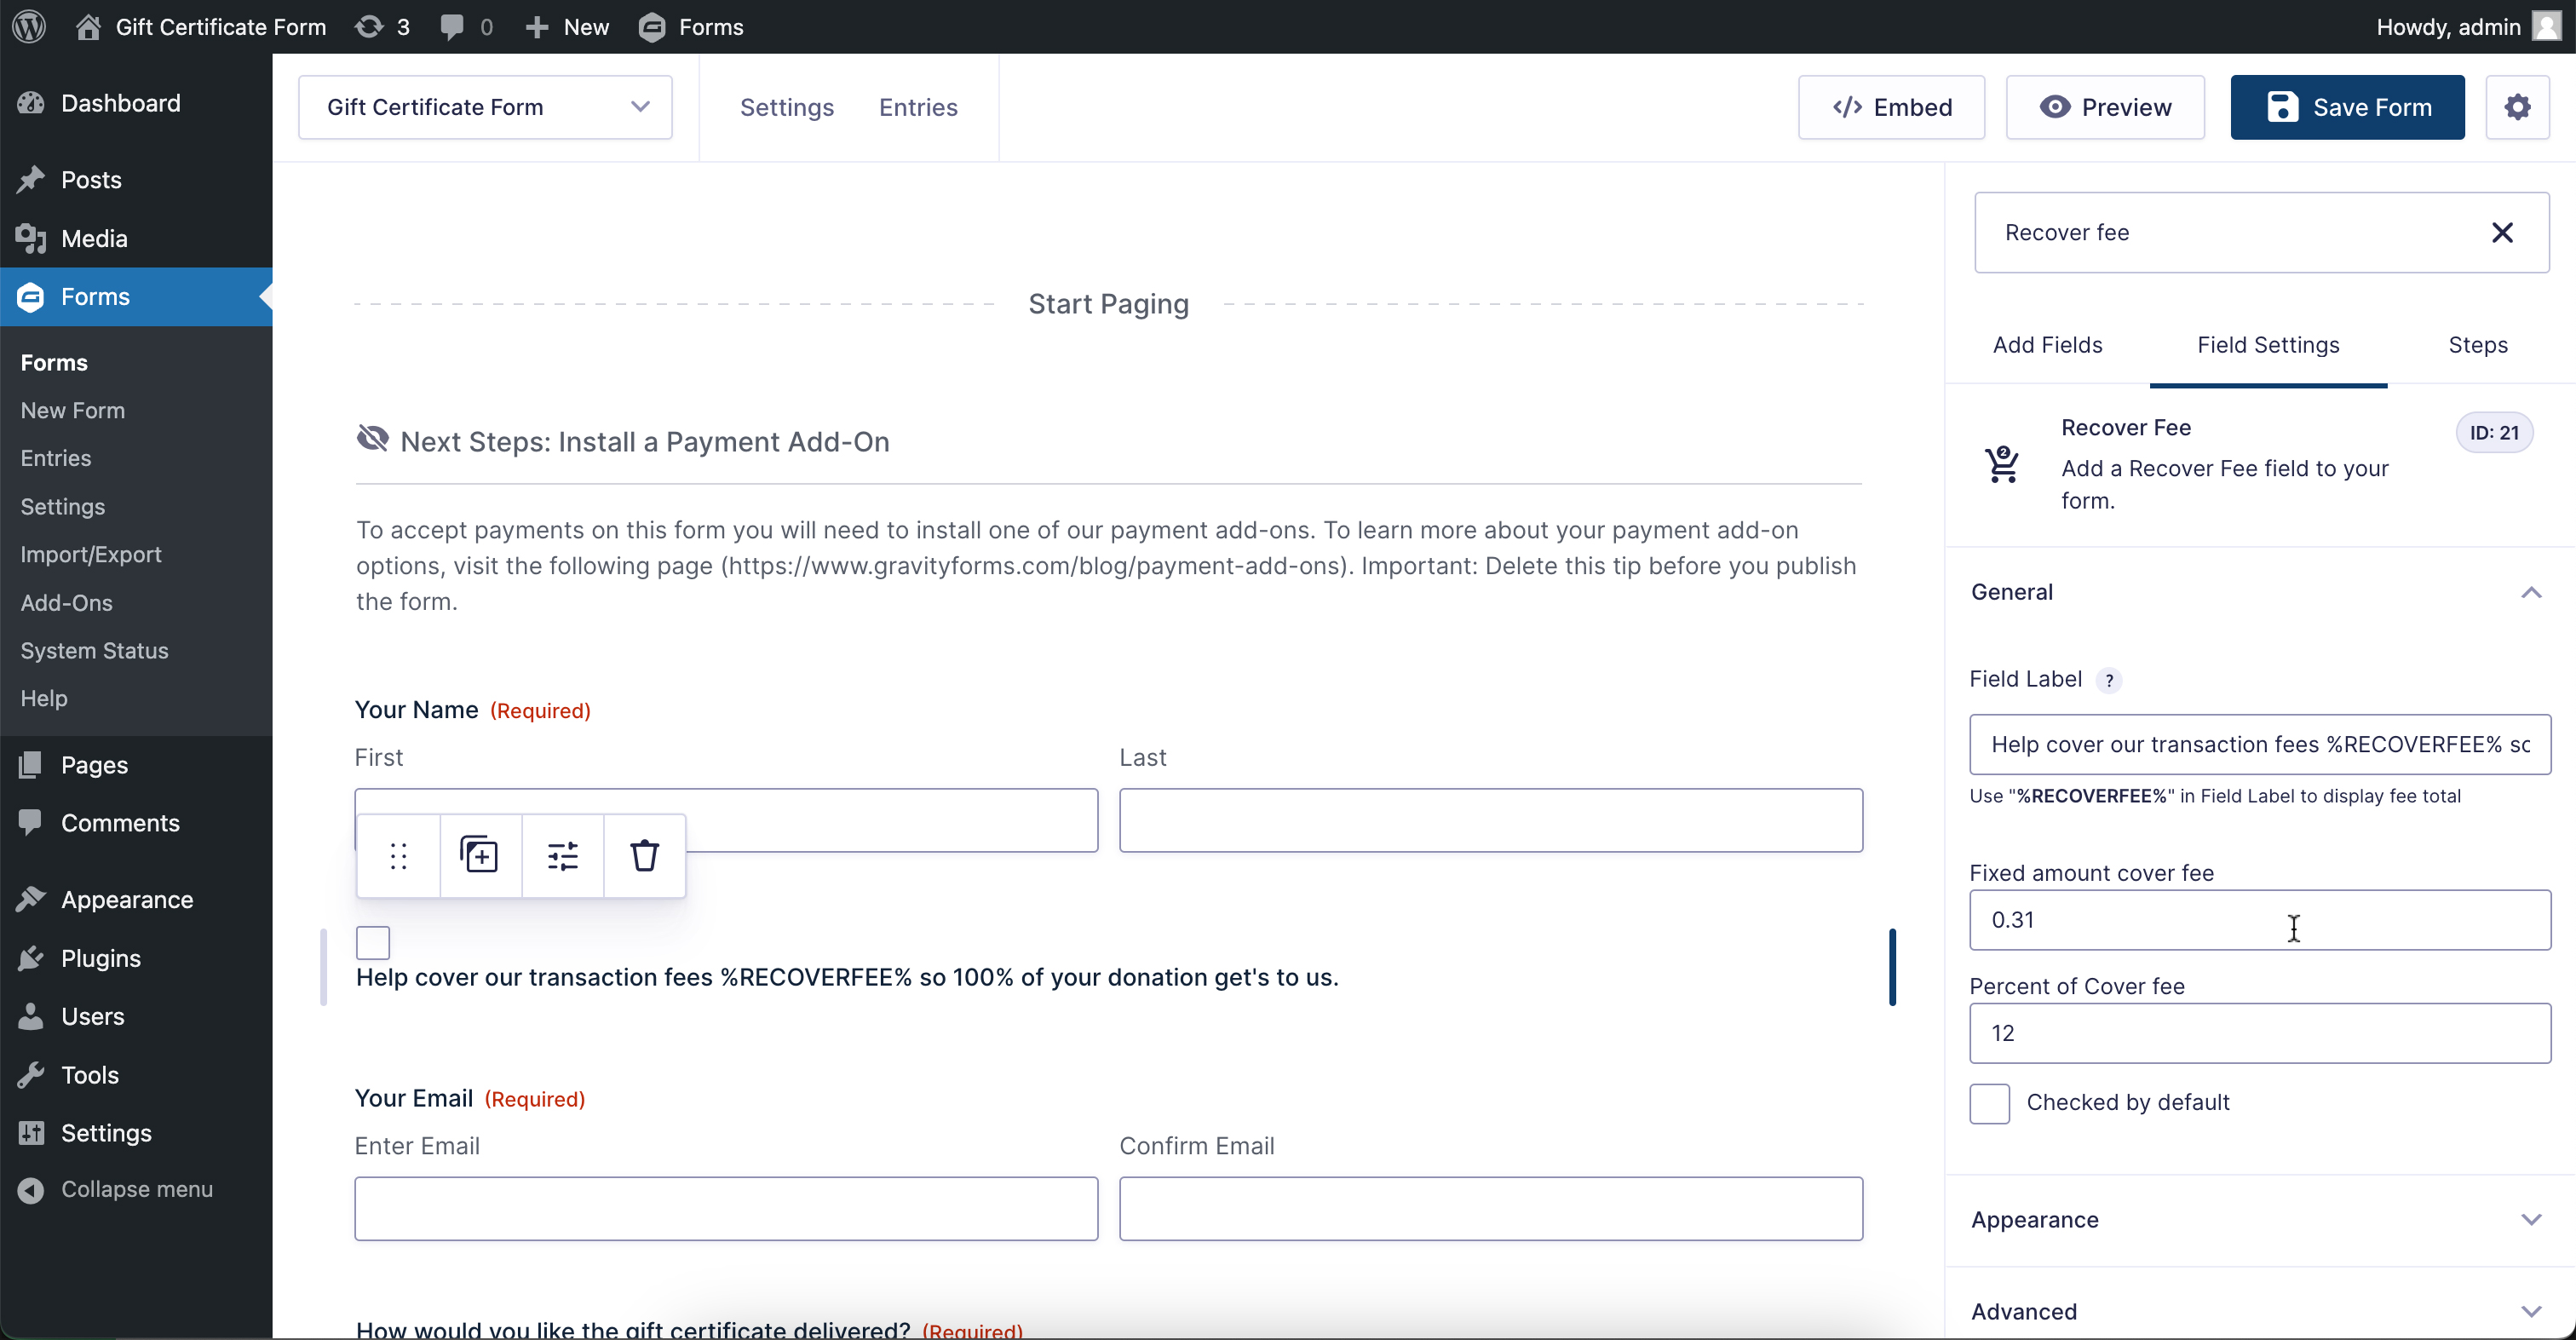 Gift Certificate Form
3
0
New
Forms
Howdy, admin
Dashboard
Posts
Media
Forms
Forms
New Form
Entries
Settings
Import/Export
Add-Ons
System Status
Help
Pages
Comments
Appearance
Plugins
Users
Tools
Settings
Collapse menu
Gift Certificate Form
Settings
Entries
Embed
Preview
Save Form
Start Paging
Next Steps: Install a Payment Add-On
To accept payments on this form you will need to install one of our payment add-ons. To learn more about your payment add-on
options, visit the following page (https://www.gravityforms.com/blog/payment-add-ons). Important: Delete this tip before you publish
the form.
Your Name (Required)
First
Last
Help cover our transaction fees %RECOVERFEE% so 100% of your donation get's to us.
Your Email (Required)
Enter Email
Confirm Email
How would you like the gift certificate delivered? (Required)
Recover fee
Add Fields
Field Settings
Steps
2
Recover Fee
ID: 21
Add a Recover Fee field to your
form.
General
Field Label ?
Help cover our transaction fees %RECOVERFEE% so
Use "%RECOVERFEE%" in Field Label to display fee total
Fixed amount cover fee
0.31
Percent of Cover fee
12
Checked by default
Appearance
Advanced